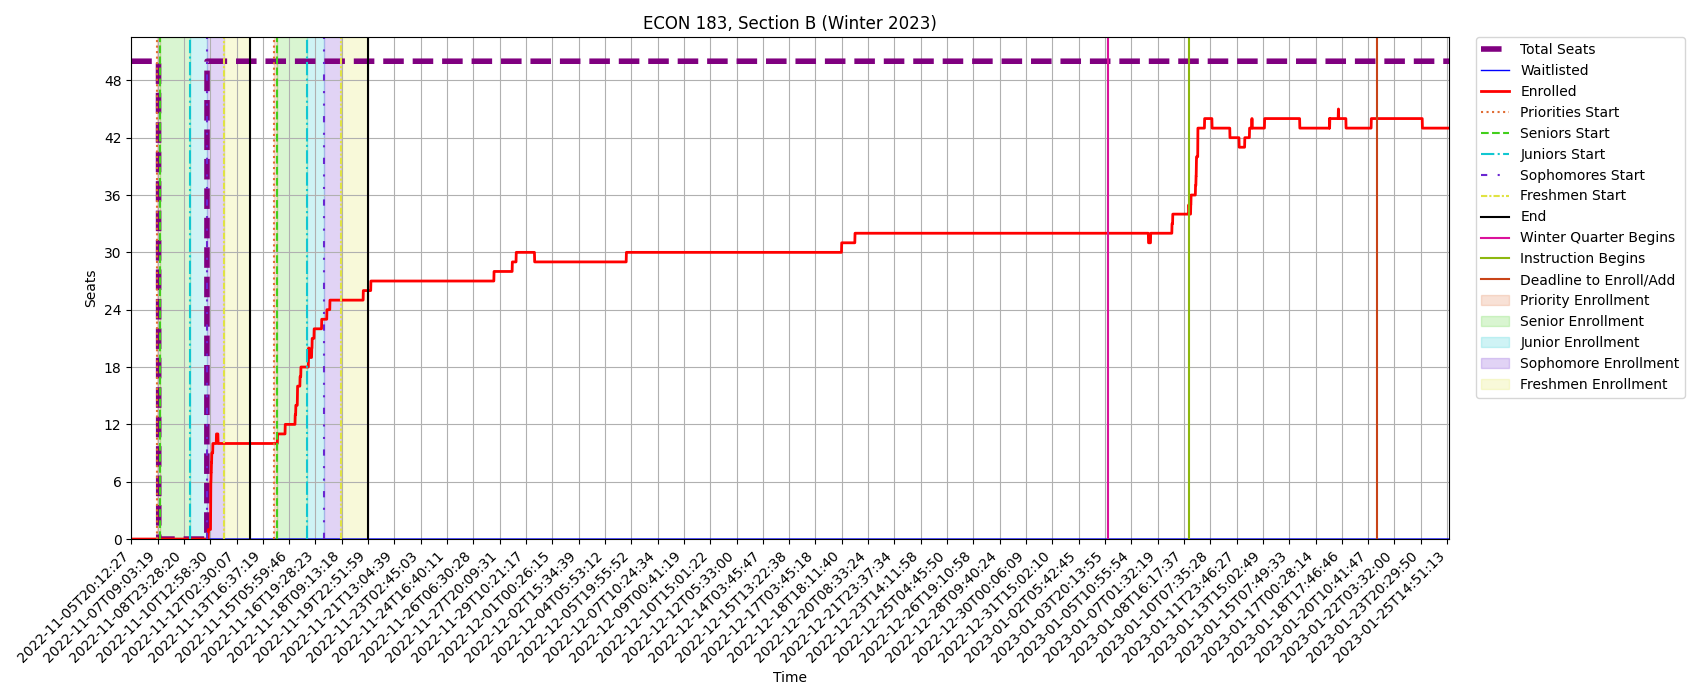 ECON 183, Section B (Winter 2023)
Seats
48
42
36
30
24
18
12
6
0
2022-11-05T20:12:27
2022-11-07T09:03:19
2022-11-08T23:28:20
2022-11-10T12:58:30
2022-11-12T02:30:07
2022-11-13T16:37:19
2022-11-15T05:59:46
2022-11-16T19:28:23
2022-11-18T09:13:18
2022-11-19T22:51:59
2022-11-21T13:04:39
2022-11-23T02:45:03
2022-11-24T16:40:11
2022-11-26T06:30:28
2022-11-27T20:09:31
2022-11-29T10:21:17
2022-12-01T00:26:15
2022-12-02T15:34:39
2022-12-04T05:53:12
2022-12-05T19:55:52
2022-12-07T10:24:34
2022-12-09T00:41:19
2022-12-10T15:01:22
2022-12-12T05:33:00
2022-12-14T03:45:47
2022-12-15T13:22:38
2022-12-17T03:45:18
2022-12-18T18:11:40
2022-12-20T08:33:24
2022-12-21T23:37:34
2022-12-23T14:11:58
2022-12-25T04:45:50
2022-12-26T19:10:58
2022-12-28T09:40:24
2022-12-30T00:06:09
2022-12-31T15:02:10
2023-01-02T05:42:45
2023-01-03T20:13:55
2023-01-05T10:55:54
2023-01-07T01:32:19
2023-01-08T16:17:37
2023-01-10T07:35:28
2023-01-11T23:46:27
2023-01-13T15:02:49
2023-01-15T07:49:33
2023-01-17T00:28:14
2023-01-18T17:46:46
2023-01-20T10:41:47
2023-01-22T03:32:00
2023-01-23T20:29:50
2023-01-25T14:51:13
Time
Total Seats
Waitlisted
Enrolled
Priorities Start
Seniors Start
Juniors Start
Sophomores Start
Freshmen Start
End
Winter Quarter Begins
Instruction Begins
Deadline to Enroll/Add
Priority Enrollment
Senior Enrollment
Junior Enrollment
Sophomore Enrollment
Freshmen Enrollment